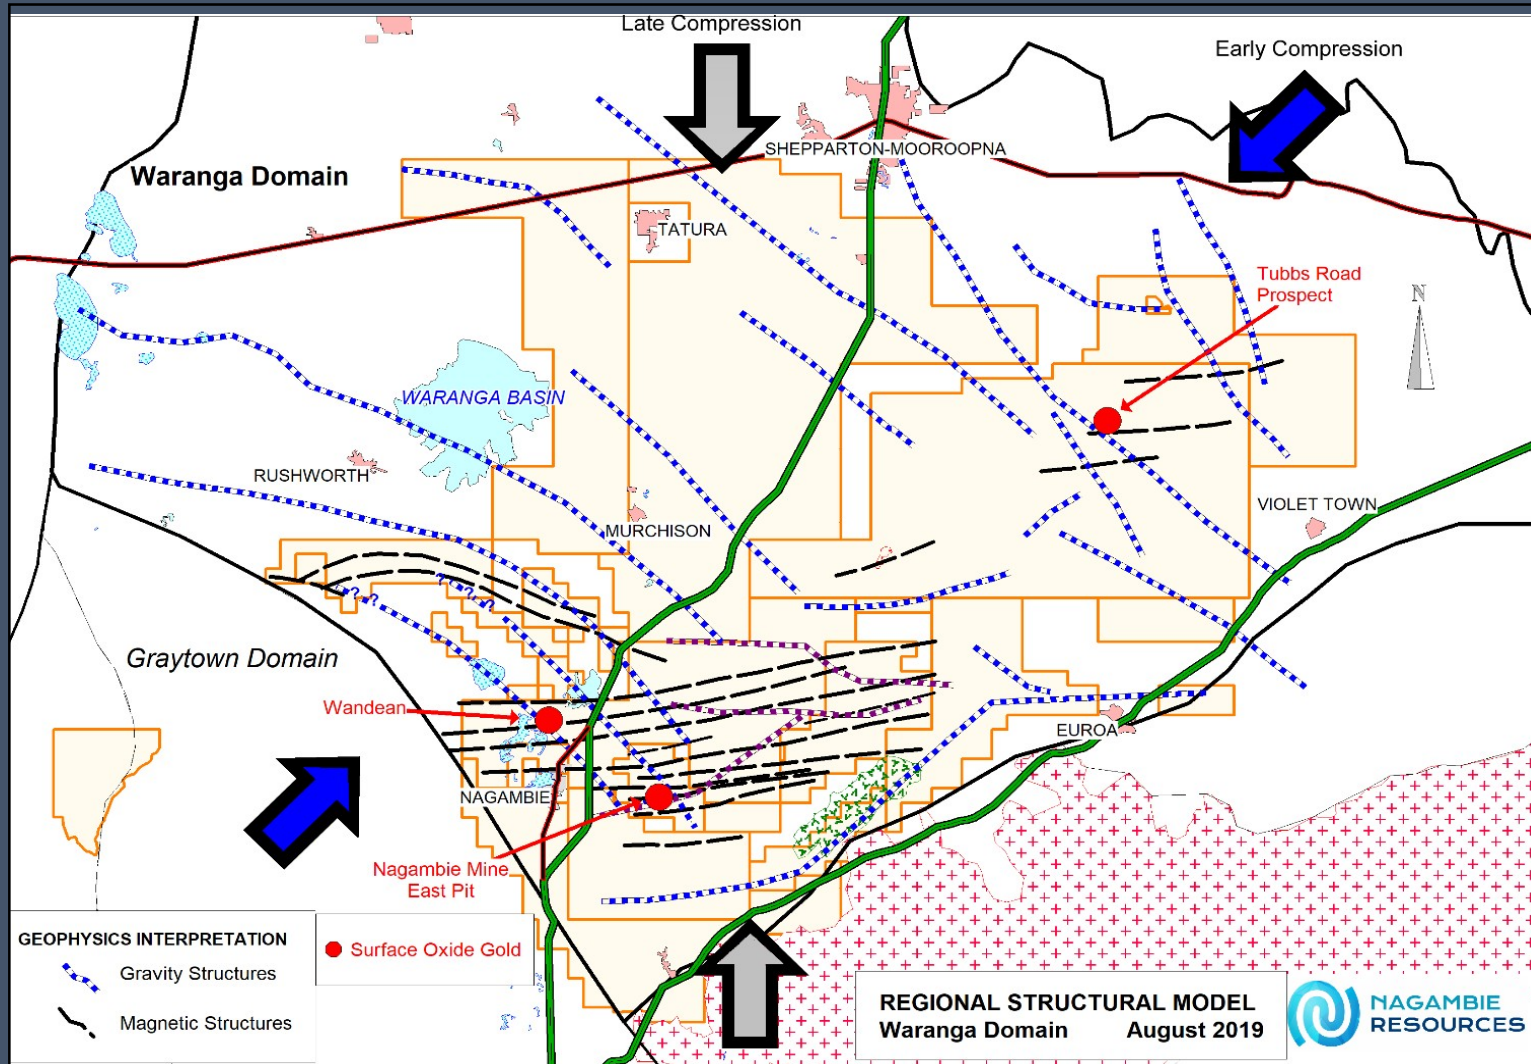 Late Compression
Early Compression
Waranga Domain
SHEPPARTON-MOOROOPNA
TATURA
Tubbs Road
Prospect
N
WARANGA BASIN
RUSHWORTH
VIOLET TOWN
MURCHISON
? ?
? ?
Graytown Domain
Wandean
EUROA
NAGAMBIE
Nagambie Mine
East Pit
GEOPHYSICS INTERPRETATION
Gravity Structures
Magnetic Structures
Surface Oxide Gold
REGIONAL STRUCTURAL MODEL
Waranga Domain August 2019
NAGAMBIE
RESOURCES